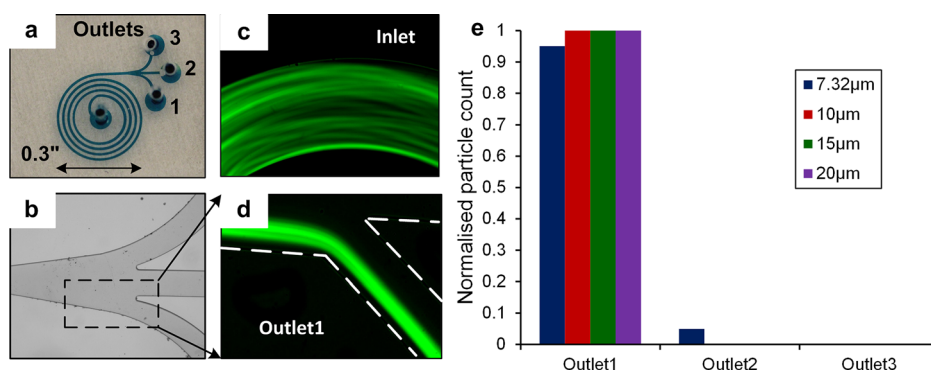 a
Outlets
3
2
1
0.3"
b
c
Inlet
d
Outlet1
e
Normalised particle count
1
0.9
0.8
0.7
0.6
0.5
0.4
0.3
0.2
0.1
0
7.32µm
10µm
15µm
20µm
Outlet1
Outlet2
Outlet3